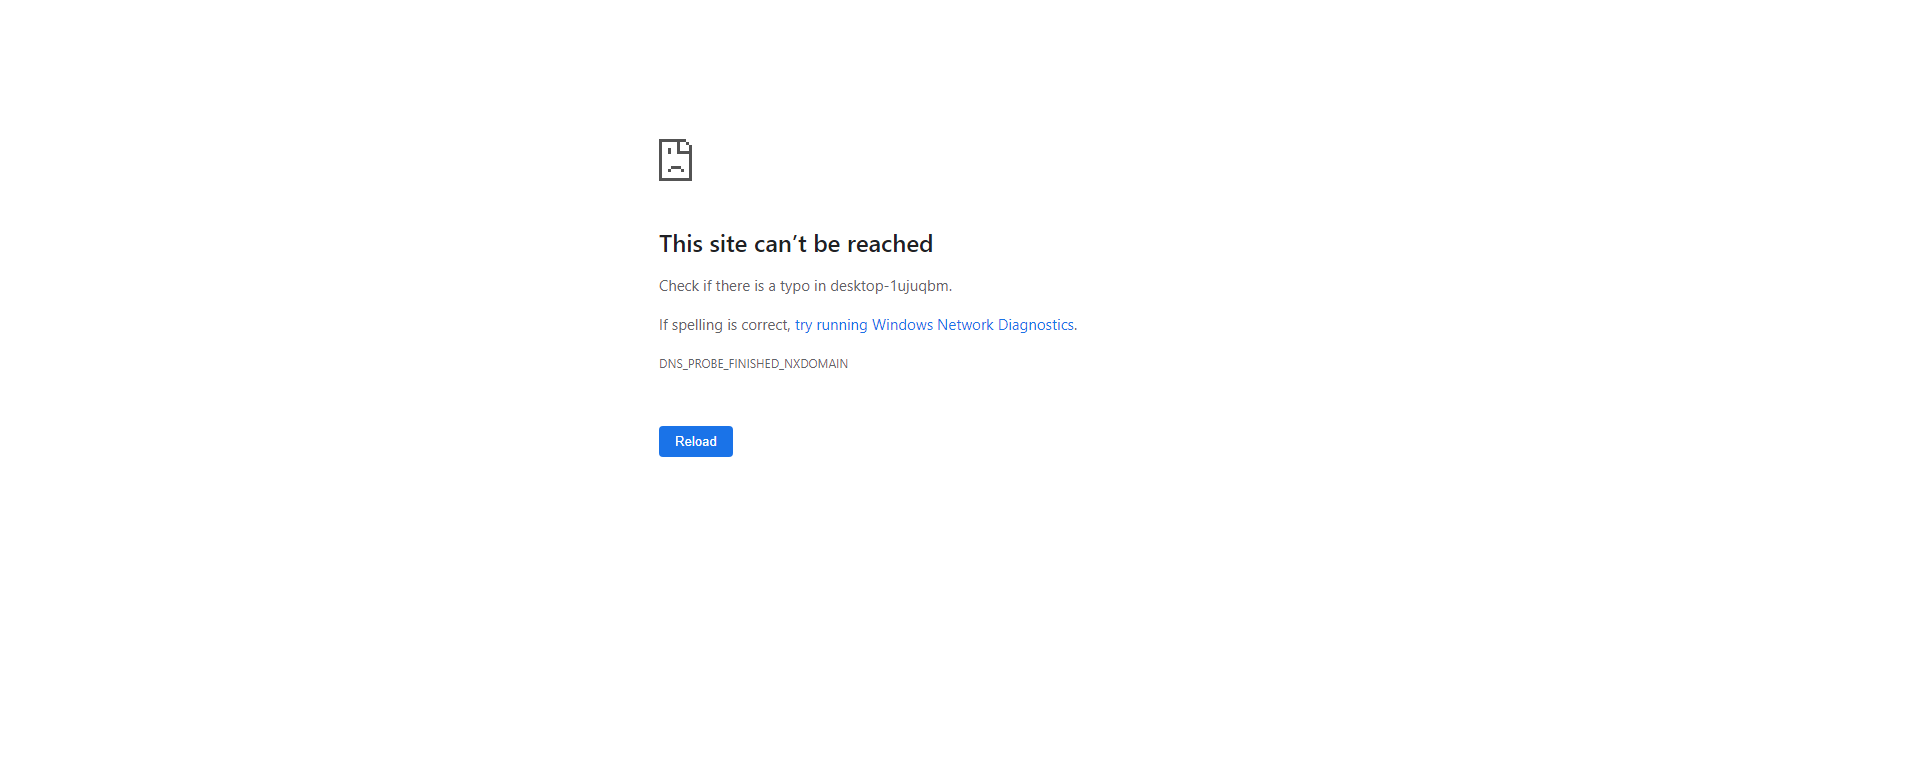 This site can’t be reached
Check if there is a typo in desktop-1ujuqbm.
If spelling is correct, try running Windows Network Diagnostics.
DNS_PROBE_FINISHED_NXDOMAIN
Reload